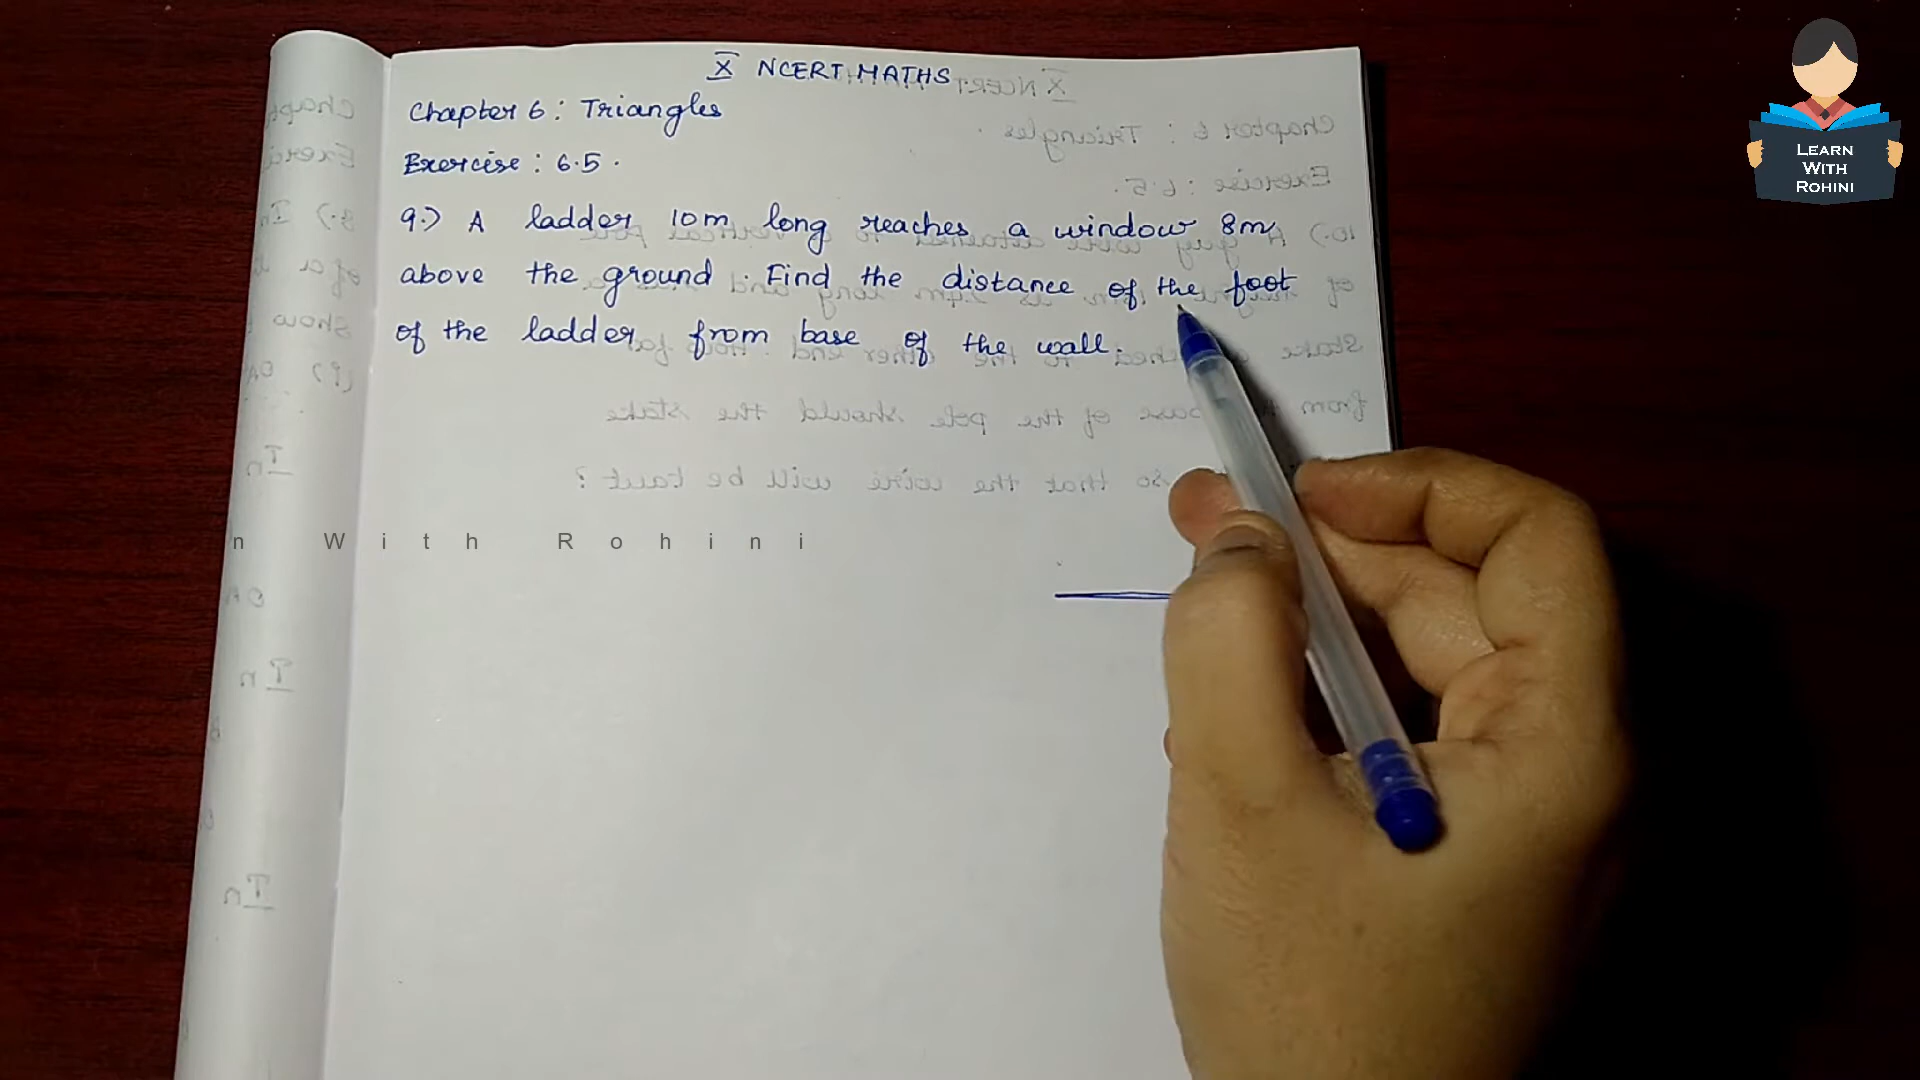 X NCERT MATHS
Chapter 6 : Triangles
Exercise : 6.5.
9.) A ladder 10m long reaches a window 8m
above the ground. Find the distance of the foot
of the ladder from base of the wall.
n With Rohini
LEARN
WITH
ROHINI